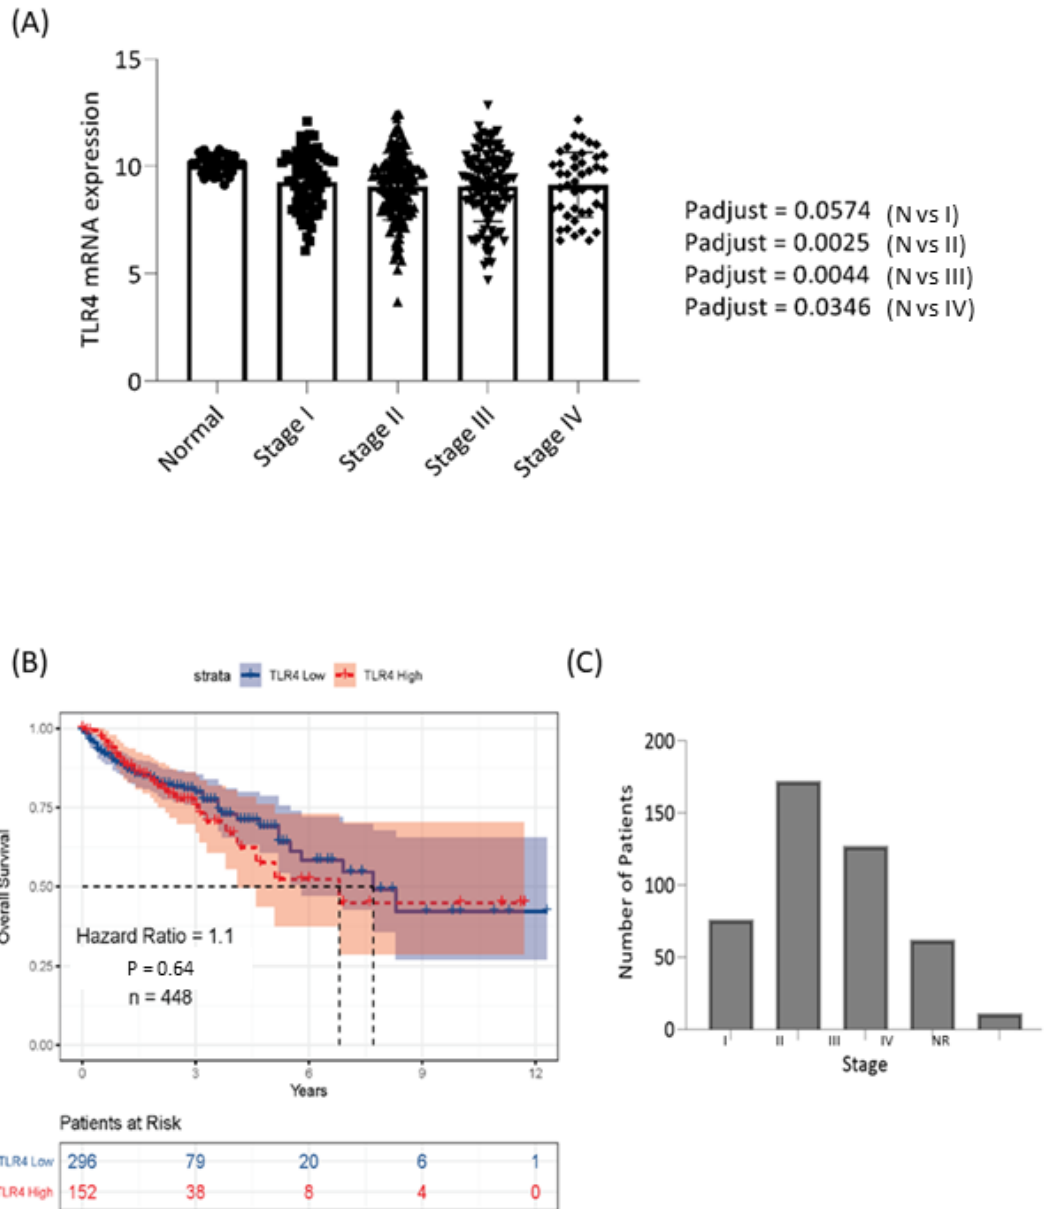 (A)
15
10
5
0
TLR4 mRNA expression
Normal
Stage I
Stage II
Stage III
Stage IV
Padjust = 0.0574 (N vs I)
Padjust = 0.0025 (N vs II)
Padjust = 0.0044 (N vs III)
Padjust = 0.0346 (N vs IV)
(B)
strata TLR4 Low TLR4 High
1.00
0.75
0.50
0.25
0.00
Overall Survival
Hazard Ratio = 1.1
P = 0.64
n = 448
0 3 6 9 12
Years
Patients at Risk
TLR4 Low 296 79 20 6 1
TLR4 High 152 38 8 4 0
(C)
200
150
100
50
0
Number of Patients
I II III IV NR
Stage